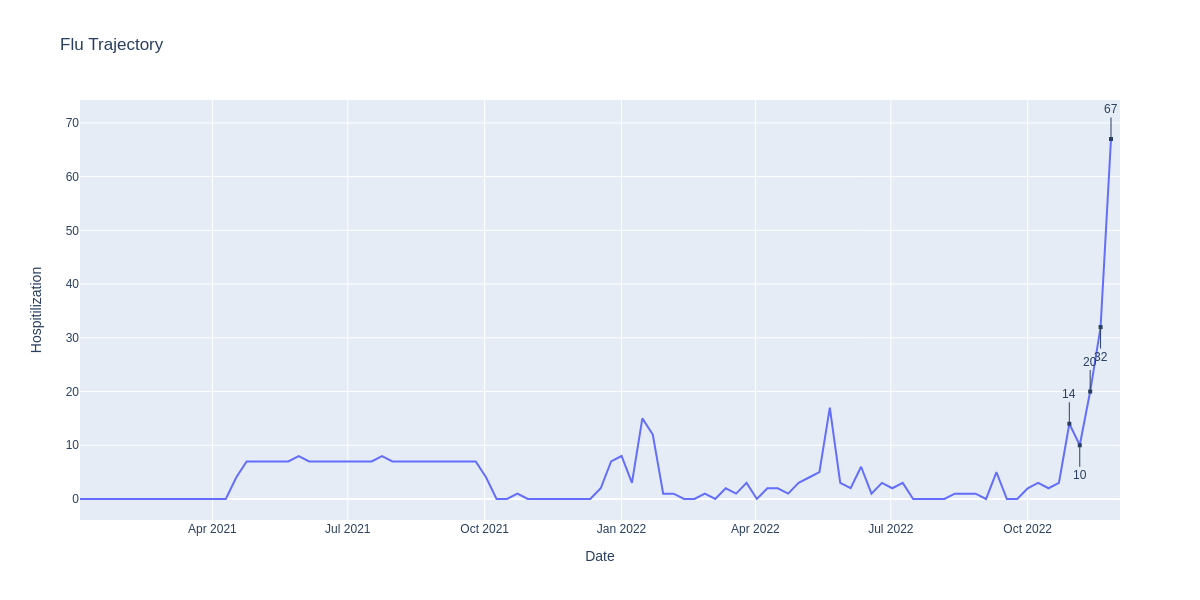 Flu Trajectory
67
70
60
50
40
30
20
10
0
14
10
20
32
Hospitilization
Apr 2021
Jul 2021
Oct 2021
Jan 2022
Apr 2022
Jul 2022
Oct 2022
Date